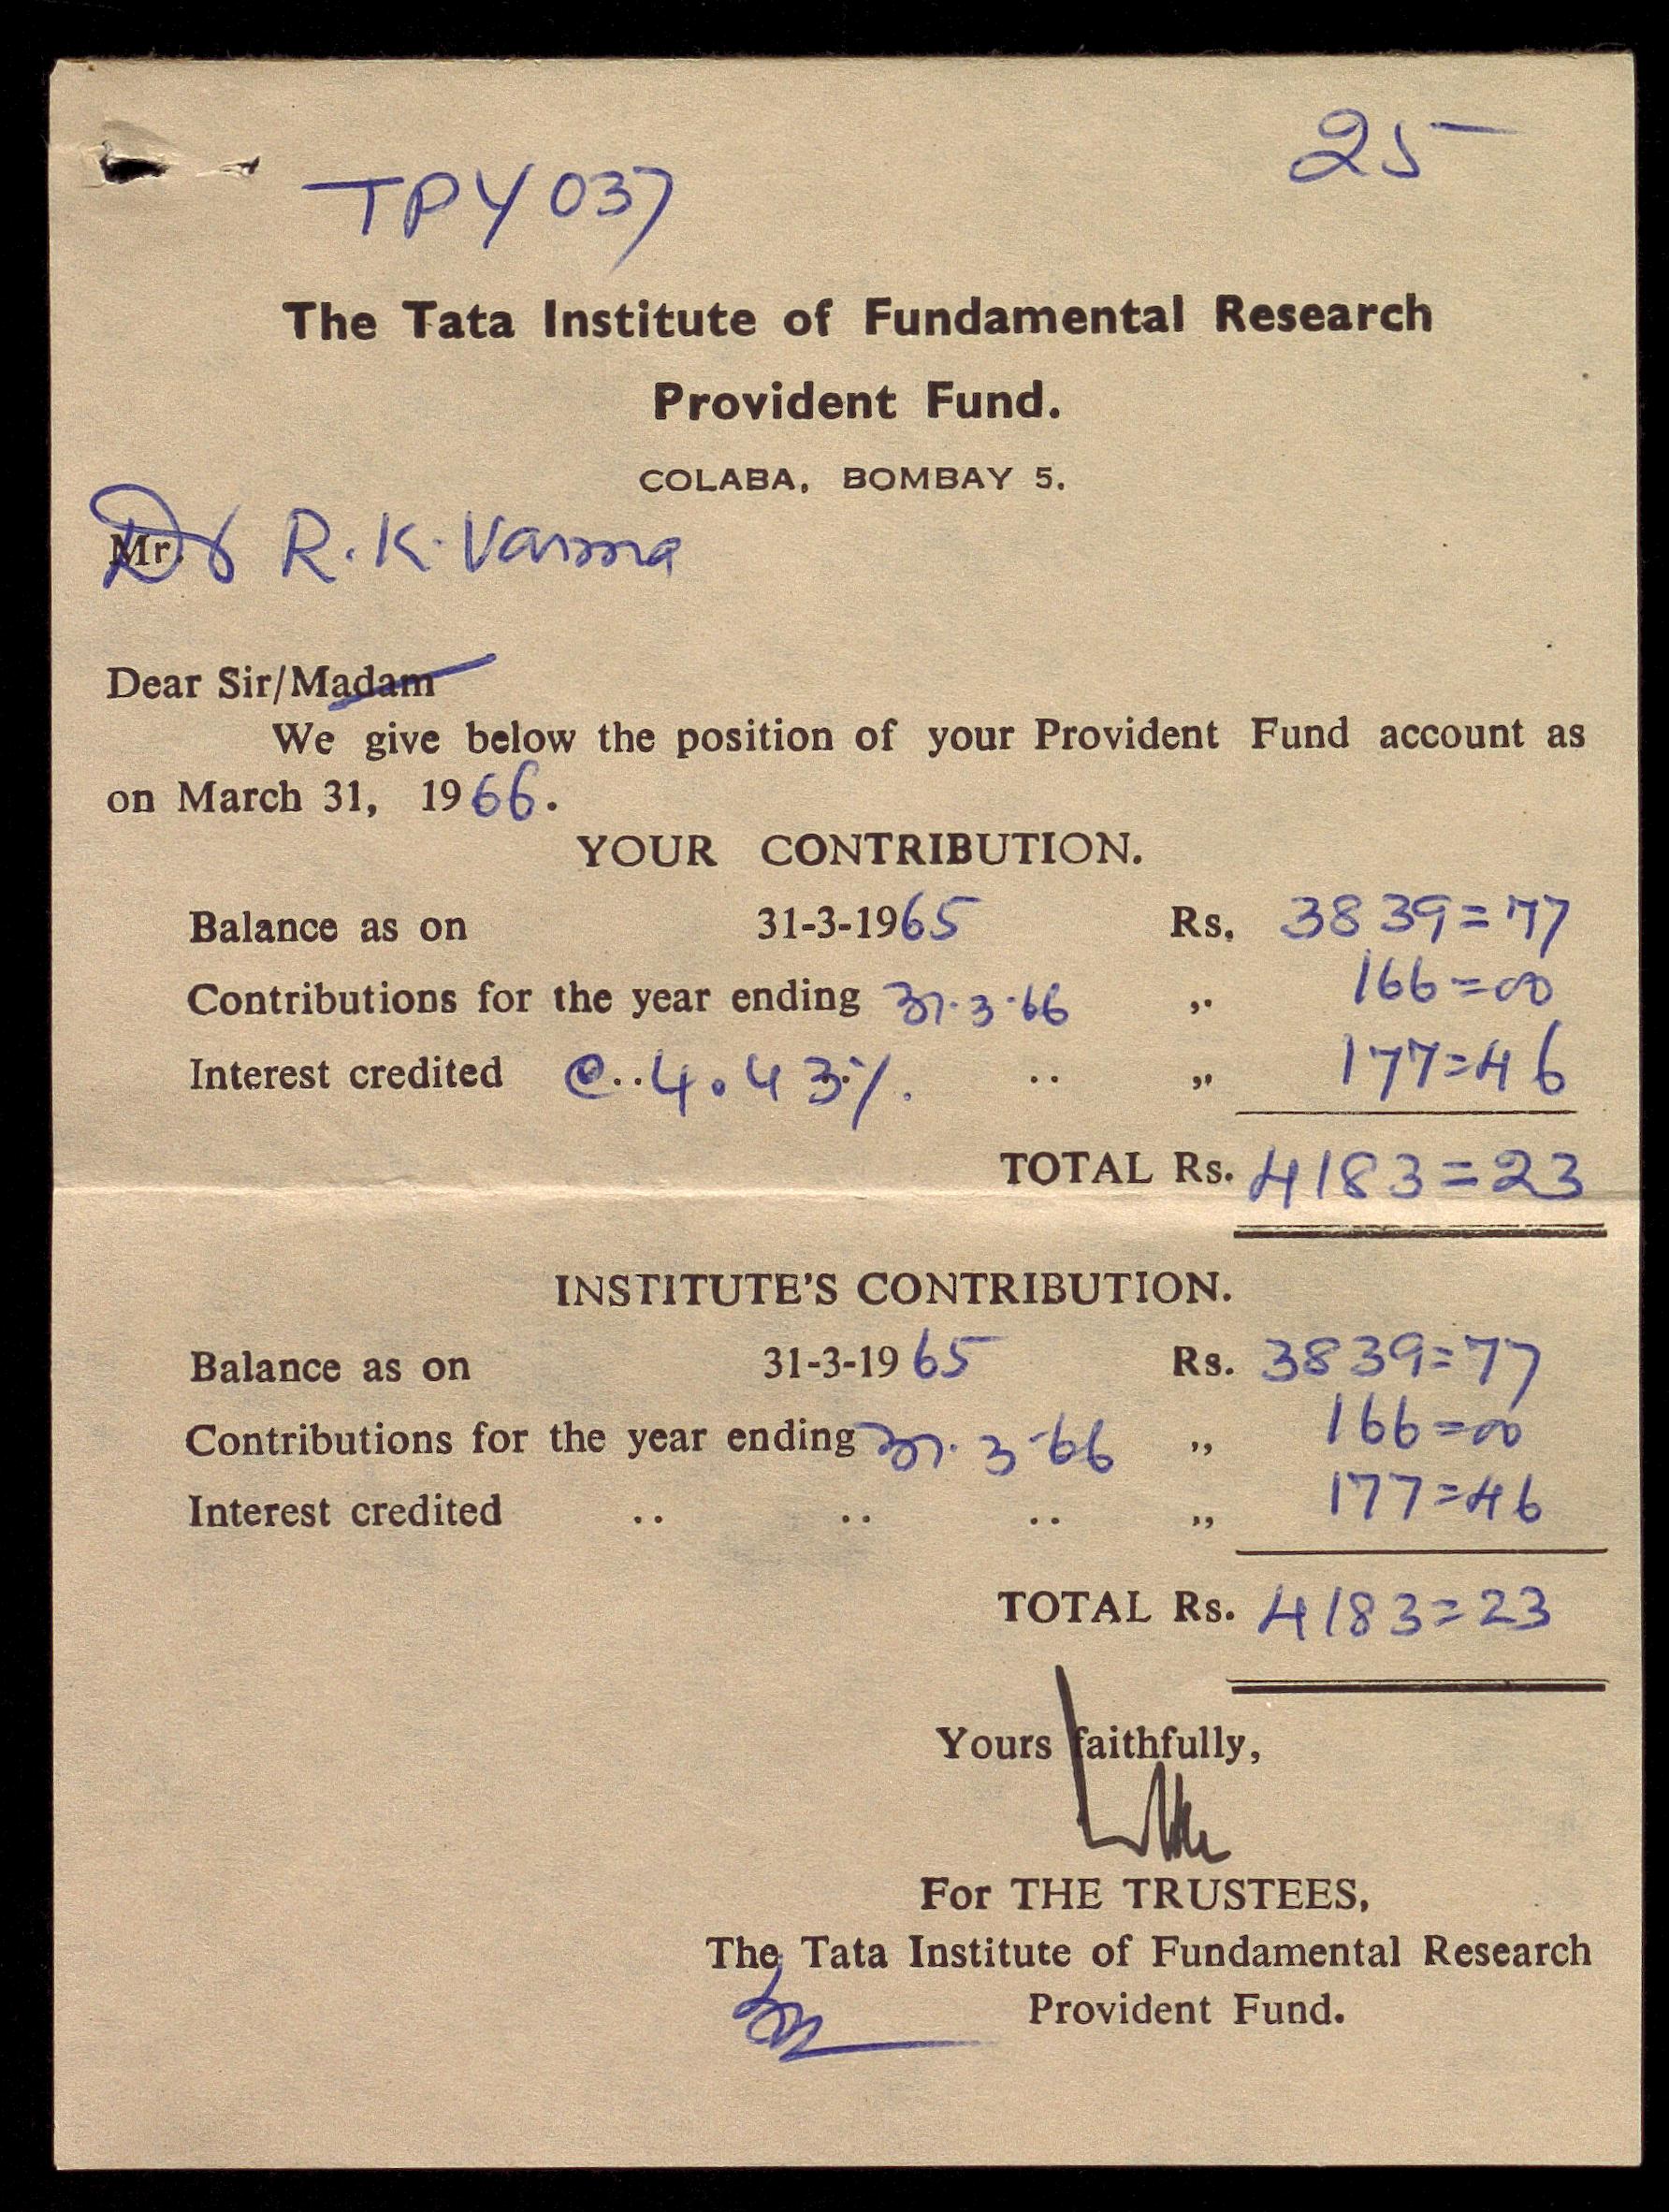 25
TPY 037
The Tata Institute of Fundamental Research
Provident Fund.
COLABA, BOMBAY 5.
Dr R. K. Varma
Dear Sir/Madam
We give below the position of your Provident Fund account as
on March 31, 1966.
YOUR CONTRIBUTION.
Balance as on 31-3-1965 Rs. 3839=77
Contributions for the year ending 31.3.66 ,, 166=00
Interest credited @..4.43%. .. ,, 177=46
TOTAL Rs. 4183=23
INSTITUTE'S CONTRIBUTION.
Balance as on 31-3-1965 Rs. 3839=77
Contributions for the year ending 31.3.66 ,, 166=00
Interest credited .. .. .. ,, 177=46
TOTAL Rs. 4183=23
Yours faithfully,
For THE TRUSTEES,
The Tata Institute of Fundamental Research
Provident Fund.